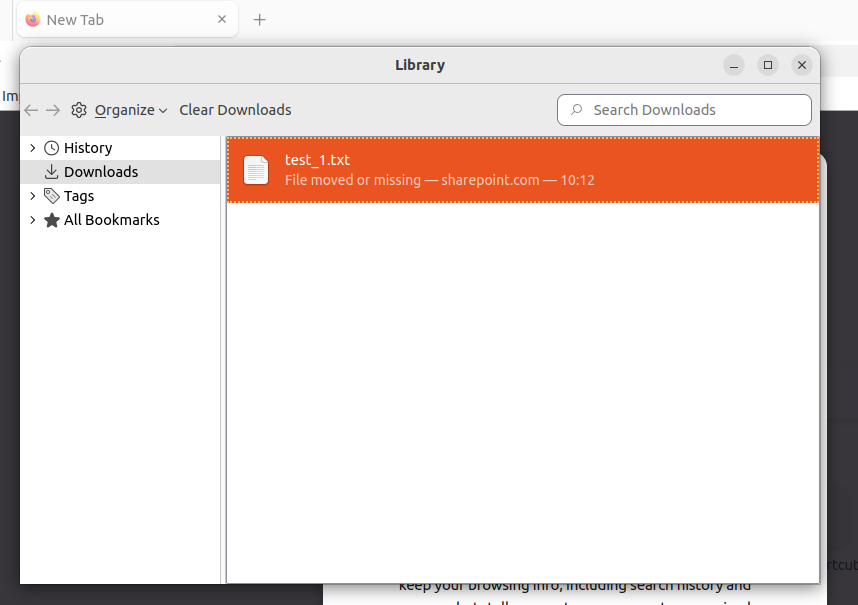 New Tab
Library
Im
Organize
Clear Downloads
Search Downloads
History
Downloads
Tags
All Bookmarks
test_1.txt
File moved or missing — sharepoint.com — 10:12
rtcut
keep your browsing info, including search history and